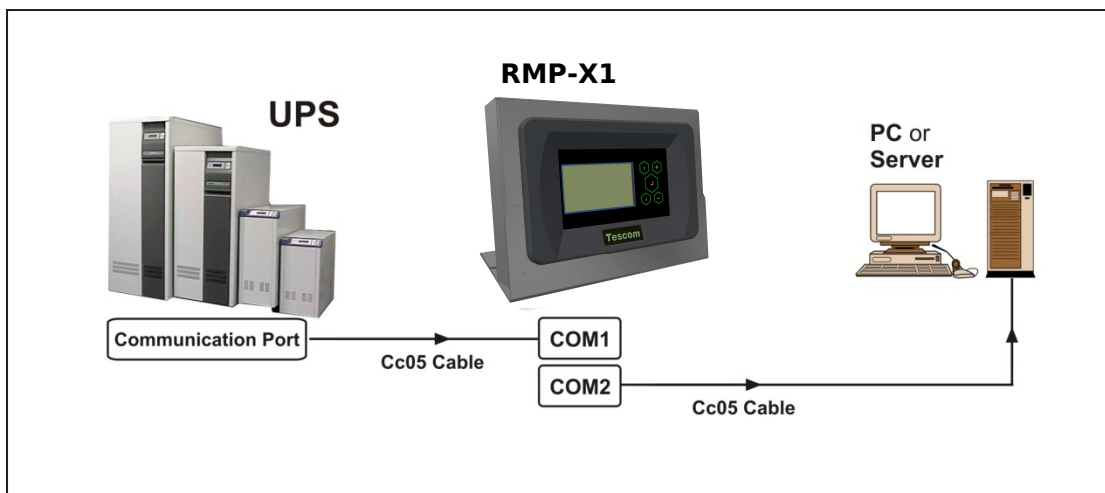 RMP-X1
UPS
PC or
Server
Tescom
Communication Port
COM1
Cc05 Cable
COM2
Cc05 Cable